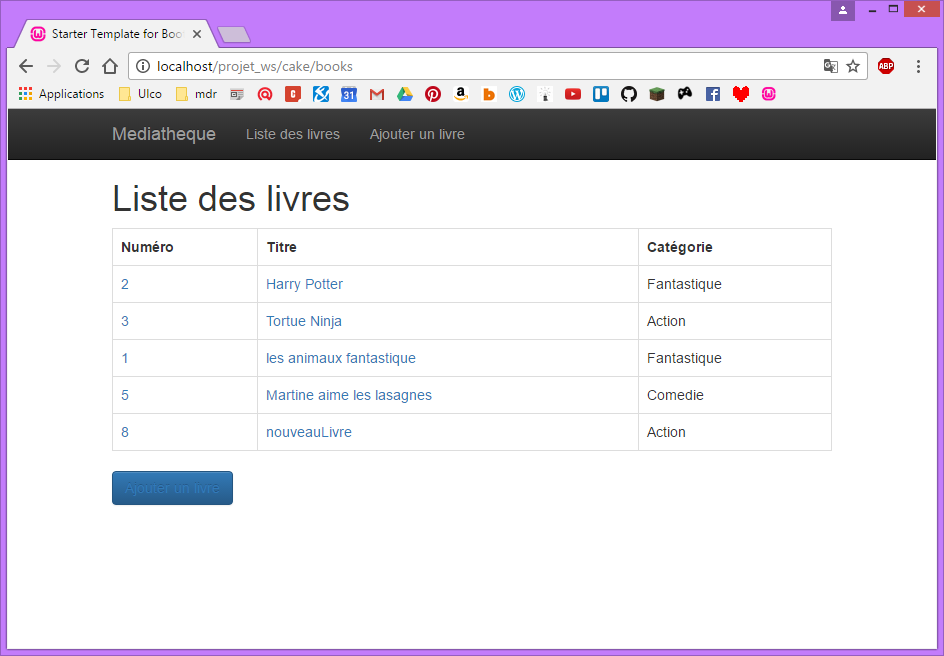 Starter Template for Boo
localhost/projet_ws/cake/books
ABP
Applications Ulco mdr 31
Mediatheque Liste des livres Ajouter un livre
Liste des livres
Numéro Titre Catégorie
2 Harry Potter Fantastique
3 Tortue Ninja Action
1 les animaux fantastique Fantastique
5 Martine aime les lasagnes Comedie
8 nouveauLivre Action
Ajouter un livre